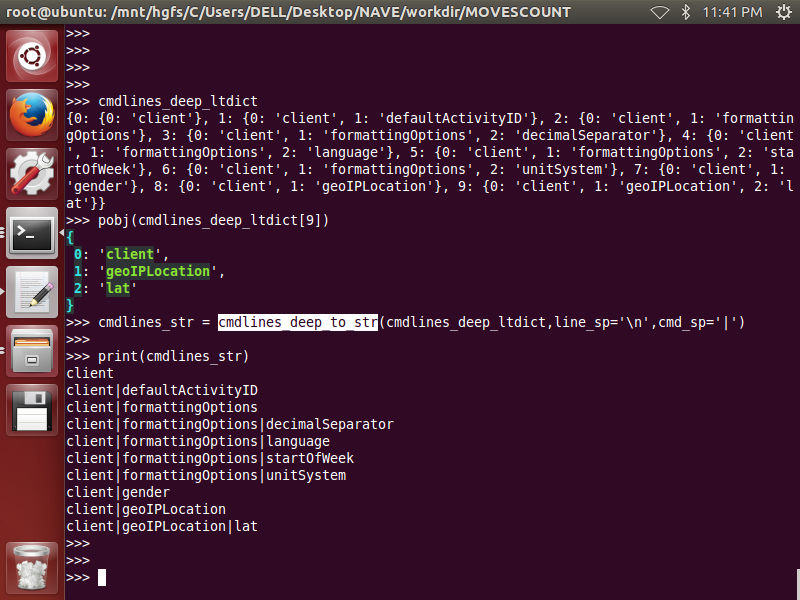 root@ubuntu: /mnt/hgfs/C/Users/DELL/Desktop/NAVE/workdir/MOVESCOUNT 11:41 PM
>>>
>>>
>>>
>>>
>>> cmdlines_deep_ltdict
{0: {0: 'client'}, 1: {0: 'client', 1: 'defaultActivityID'}, 2: {0: 'client', 1: 'formattin
gOptions'}, 3: {0: 'client', 1: 'formattingOptions', 2: 'decimalSeparator'}, 4: {0: 'client
', 1: 'formattingOptions', 2: 'language'}, 5: {0: 'client', 1: 'formattingOptions', 2: 'sta
rtOfWeek'}, 6: {0: 'client', 1: 'formattingOptions', 2: 'unitSystem'}, 7: {0: 'client', 1:
'gender'}, 8: {0: 'client', 1: 'geoIPLocation'}, 9: {0: 'client', 1: 'geoIPLocation', 2: 'l
at'}}
>>> pobj(cmdlines_deep_ltdict[9])
{
0: 'client',
1: 'geoIPLocation',
2: 'lat'
}
>>> cmdlines_str = cmdlines_deep_to_str(cmdlines_deep_ltdict,line_sp='\n',cmd_sp='|')
>>>
>>> print(cmdlines_str)
client
client|defaultActivityID
client|formattingOptions
client|formattingOptions|decimalSeparator
client|formattingOptions|language
client|formattingOptions|startOfWeek
client|formattingOptions|unitSystem
client|gender
client|geoIPLocation
client|geoIPLocation|lat
>>>
>>>
>>>